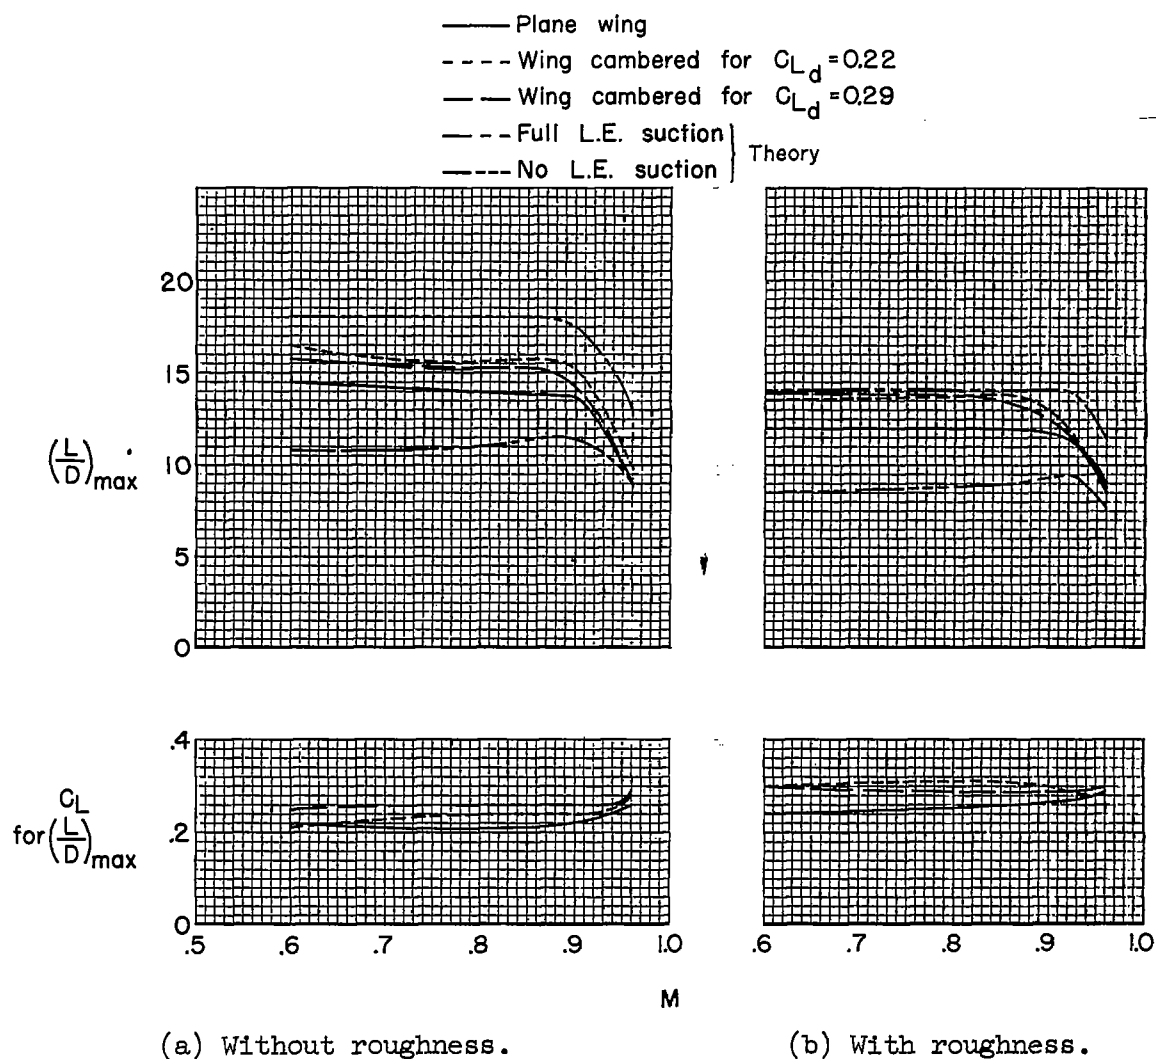 Plane wing
Wing cambered for C_L_d = 0.22
Wing cambered for C_L_d = 0.29
Full L.E. suction
No L.E. suction
Theory
20
15
10
5
0
(L/D)max
.4
.2
0
C_L
for (L/D)max
.5 .6 .7 .8 .9 1.0
.6 .7 .8 .9 1.0
M
(a) Without roughness.
(b) With roughness.